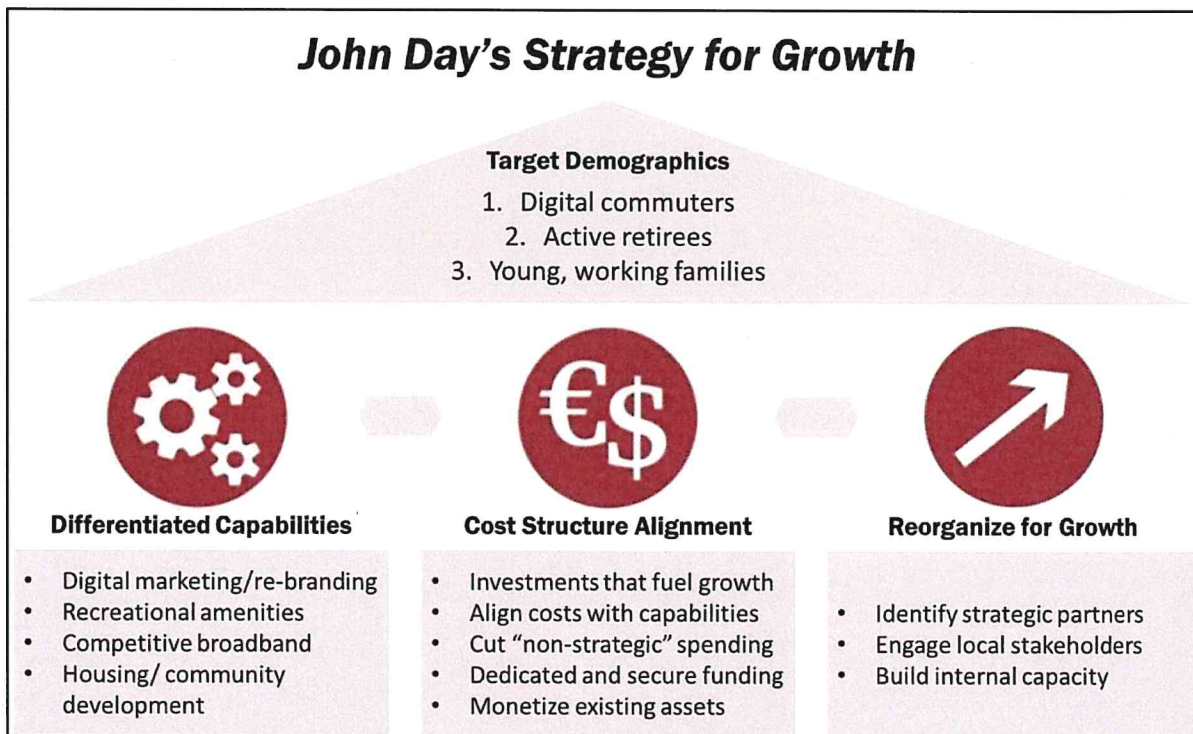 John Day's Strategy for Growth
Target Demographics
1. Digital commuters
2. Active retirees
3. Young, working families
€$
Differentiated Capabilities
• Digital marketing/re-branding
• Recreational amenities
• Competitive broadband
• Housing/ community
development
Cost Structure Alignment
• Investments that fuel growth
• Align costs with capabilities
• Cut "non-strategic" spending
• Dedicated and secure funding
• Monetize existing assets
Reorganize for Growth
• Identify strategic partners
• Engage local stakeholders
• Build internal capacity